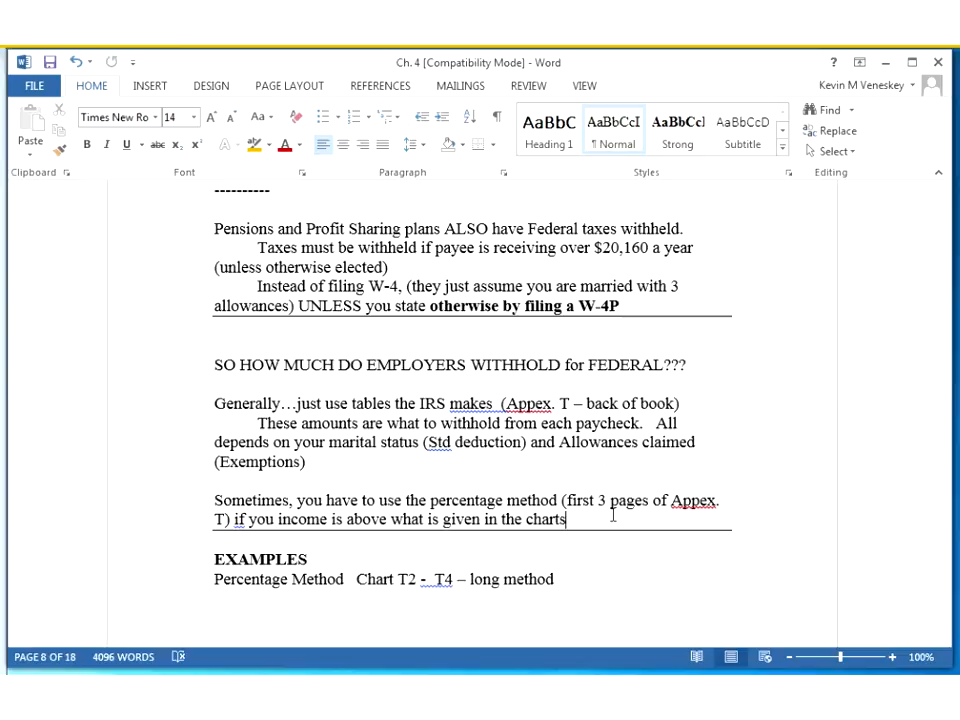 Ch. 4 [Compatibility Mode] - Word
FILE HOME INSERT DESIGN PAGE LAYOUT REFERENCES MAILINGS REVIEW VIEW Kevin M Veneskey
Times New Ro 14 Aa AaBbC AaBbCcI AaBbCcl AaBbCcD Find
Replace
Paste B I U abc x₂ x² A Heading 1 ¶ Normal Strong Subtitle Select
Clipboard Font Paragraph Styles Editing
----------
Pensions and Profit Sharing plans ALSO have Federal taxes withheld.
Taxes must be withheld if payee is receiving over $20,160 a year
(unless otherwise elected)
Instead of filing W-4, (they just assume you are married with 3
allowances) UNLESS you state otherwise by filing a W-4P
SO HOW MUCH DO EMPLOYERS WITHHOLD for FEDERAL???
Generally…just use tables the IRS makes (Appex. T – back of book)
These amounts are what to withhold from each paycheck. All
depends on your marital status (Std deduction) and Allowances claimed
(Exemptions)
Sometimes, you have to use the percentage method (first 3 pages of Appex.
T) if you income is above what is given in the charts
EXAMPLES
Percentage Method Chart T2 - T4 – long method
PAGE 8 OF 18 4096 WORDS 100%